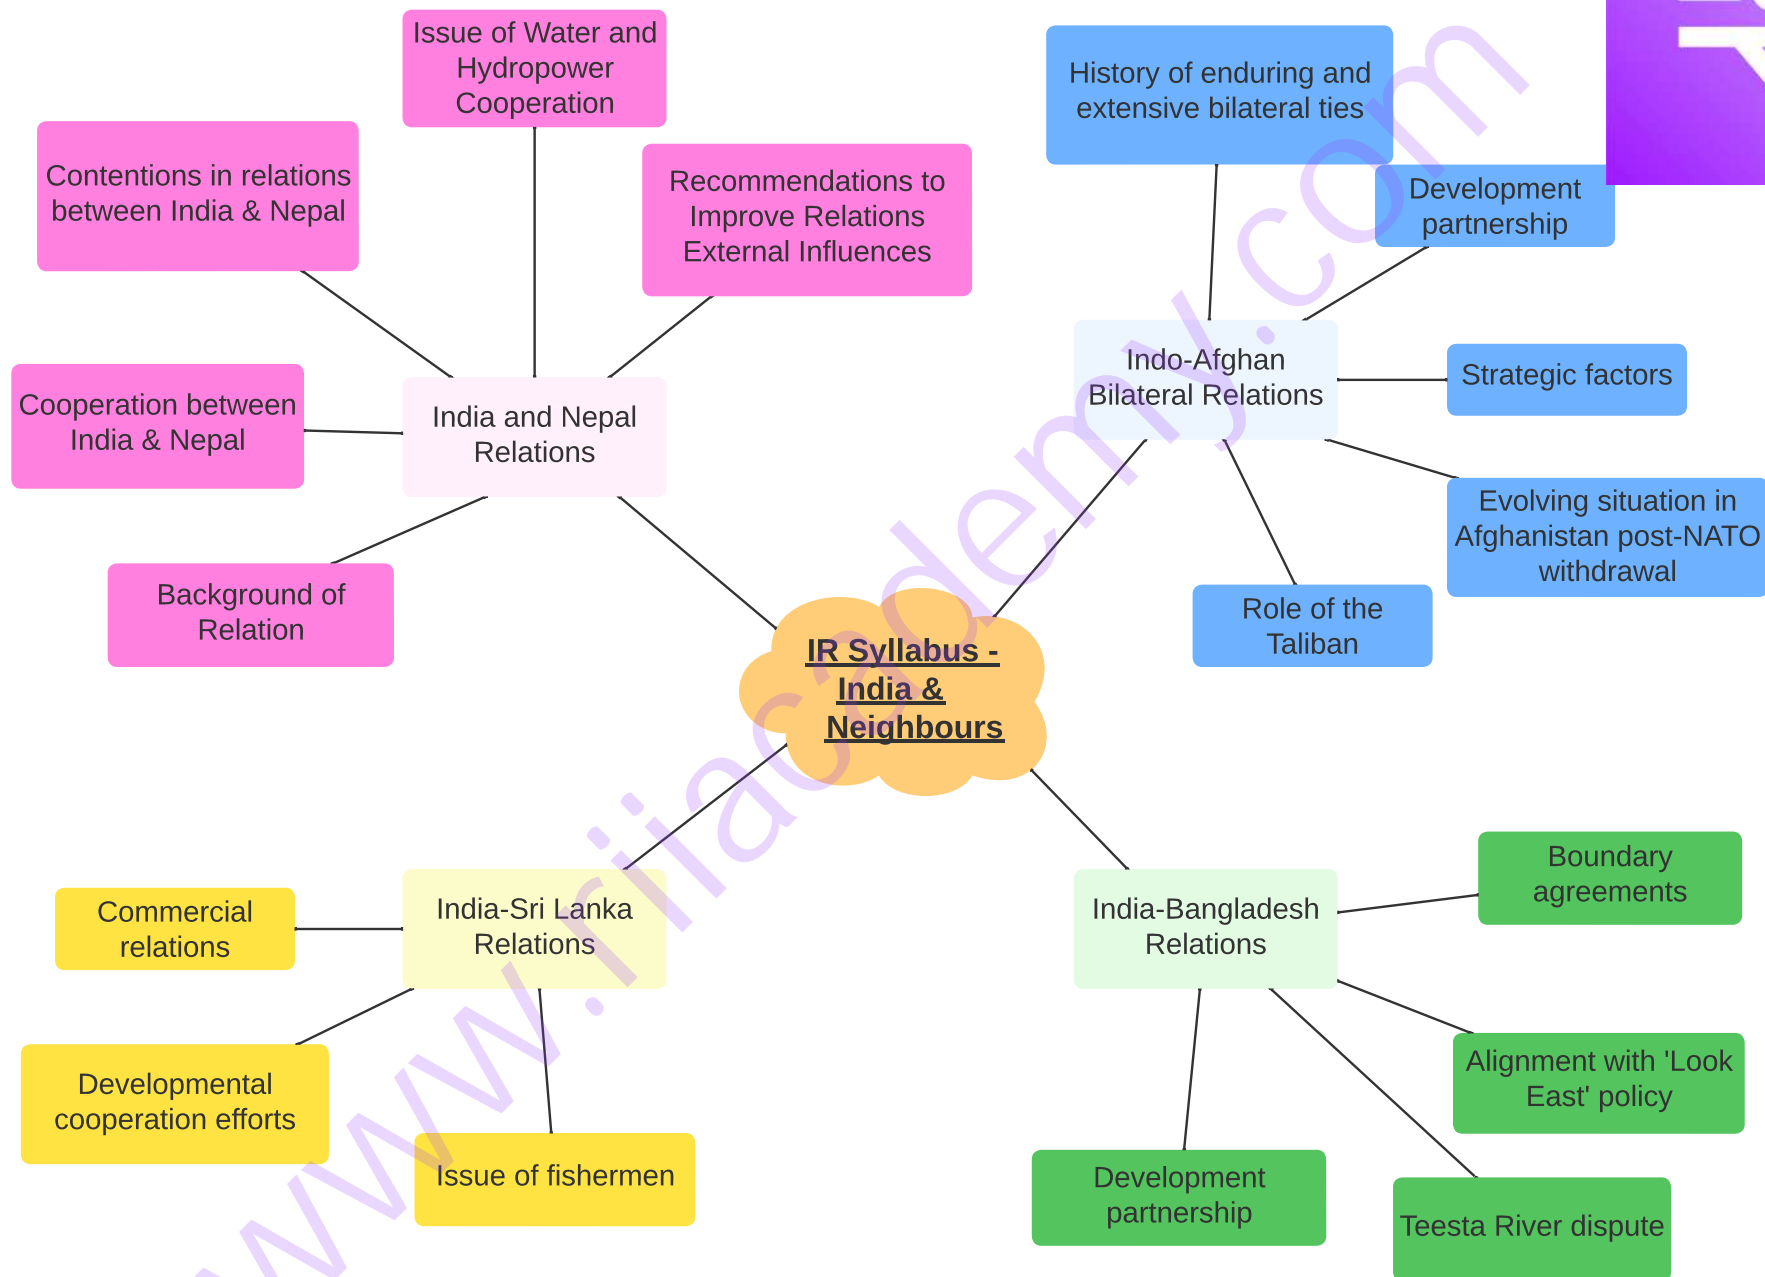 Issue of Water and
Hydropower
Cooperation
Contentions in relations
between India & Nepal
Recommendations to
Improve Relations
External Influences
Cooperation between
India & Nepal
India and Nepal
Relations
Background of
Relation
History of enduring and
extensive bilateral ties
Development
partnership
Indo-Afghan
Bilateral Relations
Strategic factors
Evolving situation in
Afghanistan post-NATO
withdrawal
Role of the
Taliban
IR Syllabus -
India &
Neighbours
India-Sri Lanka
Relations
Commercial
relations
Developmental
cooperation efforts
Issue of fishermen
India-Bangladesh
Relations
Boundary
agreements
Alignment with 'Look
East' policy
Development
partnership
Teesta River dispute
www.riiacademy.com